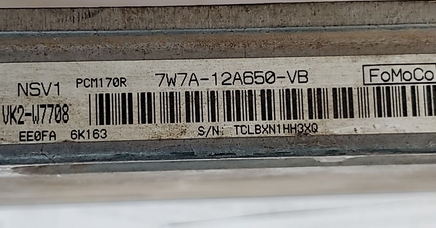 NSV1 PCM170R 7W7A-12A650-VB FoMoCo
VK2-W7708
EE0FA 6K163 S/N: TCLBXN1HH3XQ